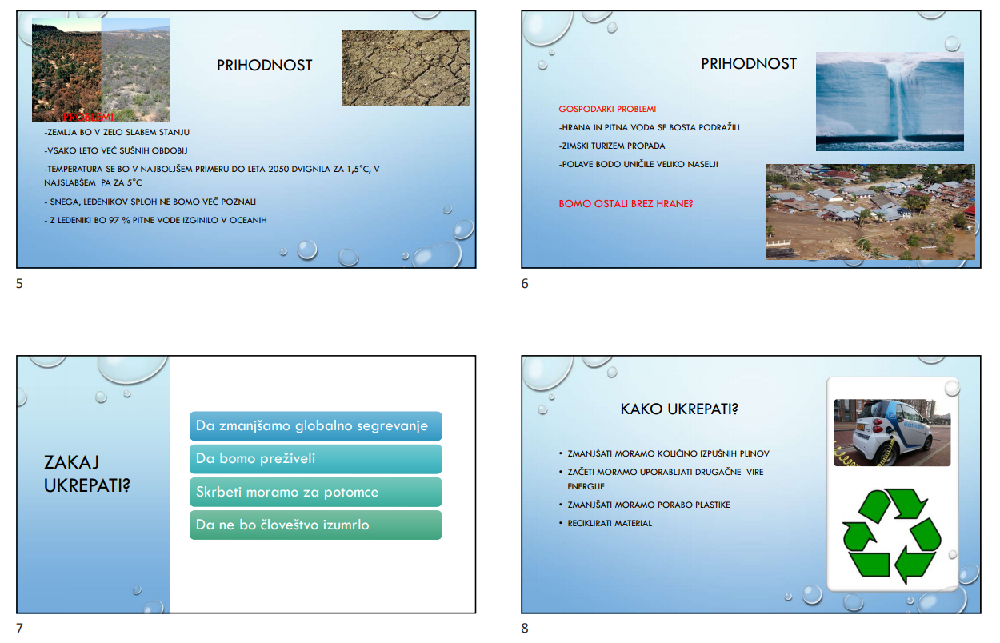 PRIHODNOST
PROBLEMI
-ZEMLJA BO V ZELO SLABEM STANJU
-VSAKO LETO VEČ SUŠNIH OBDOBIJ
-TEMPERATURA SE BO V NAJBOLJŠEM PRIMERU DO LETA 2050 DVIGNILA ZA 1,5°C, V
NAJSLABŠEM PA ZA 5°C
- SNEGA, LEDENIKOV SPLOH NE BOMO VEČ POZNALI
- Z LEDENIKI BO 97 % PITNE VODE IZGINILO V OCEANIH
5
PRIHODNOST
GOSPODARKI PROBLEMI
-HRANA IN PITNA VODA SE BOSTA PODRAŽILI
-ZIMSKI TURIZEM PROPADA
-POLAVE BODO UNIČILE VELIKO NASELJI
BOMO OSTALI BREZ HRANE?
6
ZAKAJ
UKREPATI?
Da zmanjšamo globalno segrevanje
Da bomo preživeli
Skrbeti moramo za potomce
Da ne bo človeštvo izumrlo
7
KAKO UKREPATI?
• ZMANJŠATI MORAMO KOLIČINO IZPUŠNIH PLINOV
• ZAČETI MORAMO UPORABLJATI DRUGAČNE VIRE
ENERGIJE
• ZMANJŠATI MORAMO PORABO PLASTIKE
• RECIKLIRATI MATERIAL
8